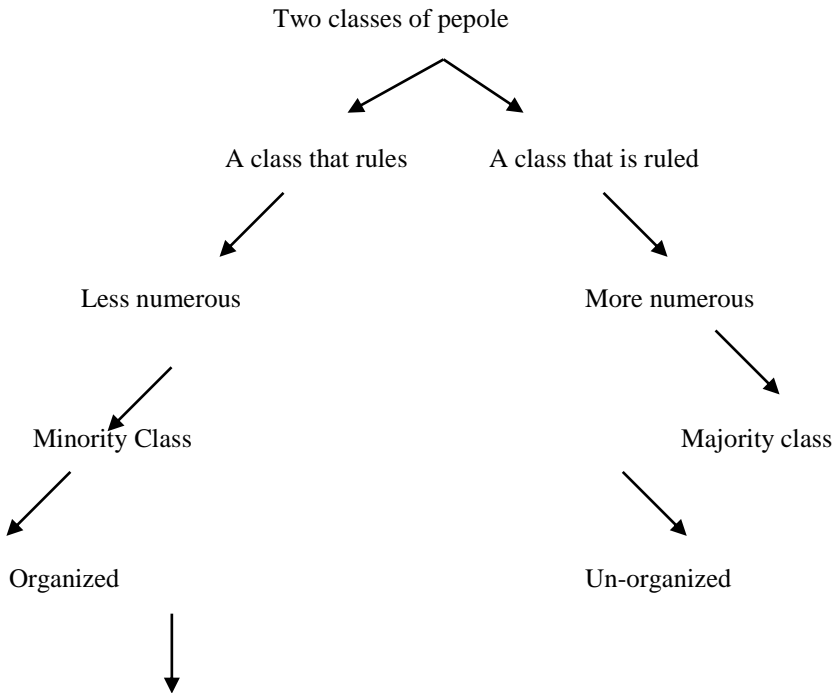 Two classes of pepole
A class that rules A class that is ruled
Less numerous More numerous
Minority Class Majority class
Organized Un-organized